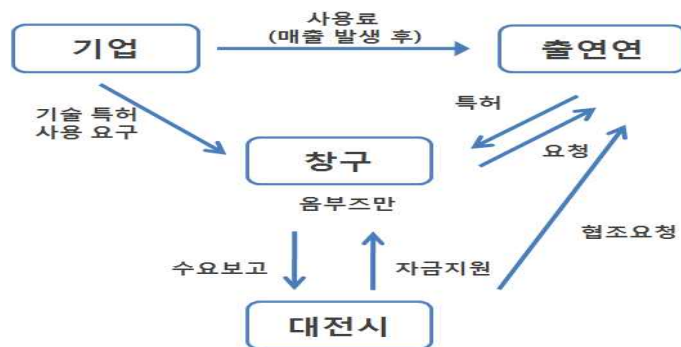 사용료
(매출 발생 후)
기업
출연연
기술 특허
사용 요구
특허
요청
창구
옴부즈만
협조요청
수요보고
자금지원
대전시